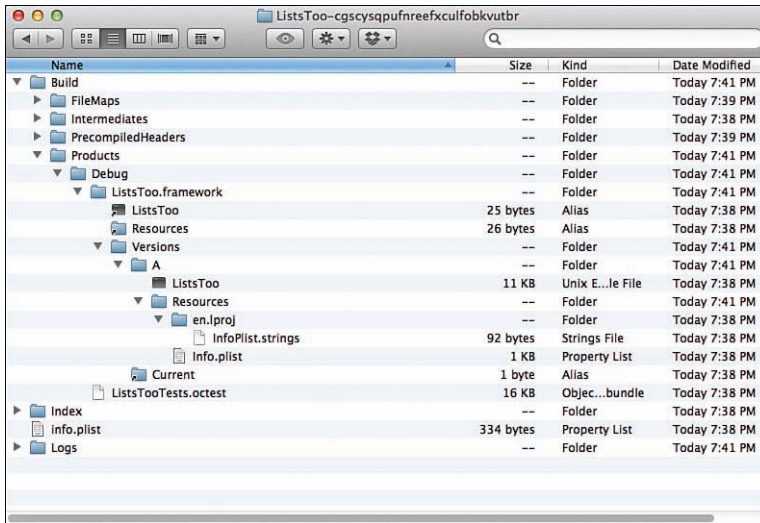 ListsToo-cgscysqpufnreefxculfobkvutbr
Name Size Kind Date Modified
Build -- Folder Today 7:41 PM
FileMaps -- Folder Today 7:39 PM
Intermediates -- Folder Today 7:38 PM
PrecompiledHeaders -- Folder Today 7:39 PM
Products -- Folder Today 7:41 PM
Debug -- Folder Today 7:41 PM
ListsToo.framework -- Folder Today 7:38 PM
ListsToo 25 bytes Alias Today 7:38 PM
Resources 26 bytes Alias Today 7:38 PM
Versions -- Folder Today 7:41 PM
A -- Folder Today 7:41 PM
ListsToo 11 KB Unix E...le File Today 7:38 PM
Resources -- Folder Today 7:41 PM
en.lproj -- Folder Today 7:38 PM
InfoPlist.strings 92 bytes Strings File Today 7:38 PM
Info.plist 1 KB Property List Today 7:38 PM
Current 1 byte Alias Today 7:38 PM
ListsTooTests.octest 16 KB Objec...bundle Today 7:38 PM
Index -- Folder Today 7:38 PM
info.plist 334 bytes Property List Today 7:38 PM
Logs -- Folder Today 7:41 PM